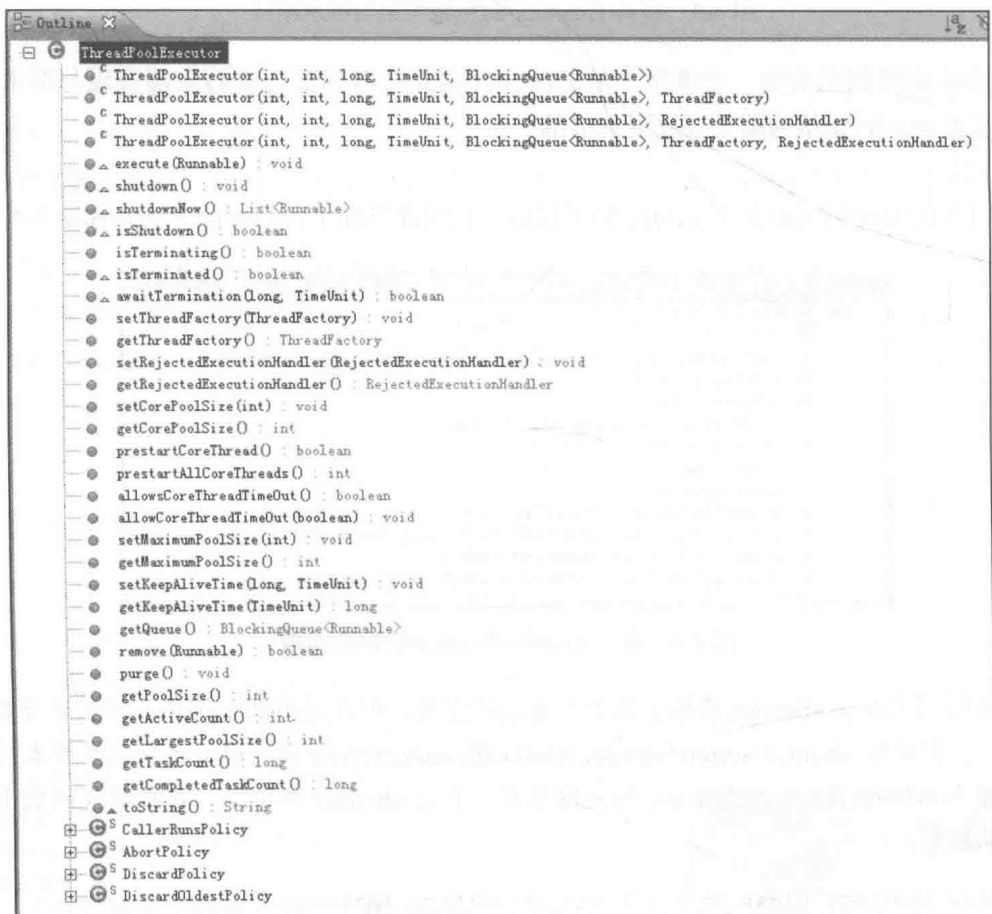 Outline
ThreadPoolExecutor
ThreadPoolExecutor(int, int, long, TimeUnit, BlockingQueue<Runnable>)
ThreadPoolExecutor(int, int, long, TimeUnit, BlockingQueue<Runnable>, ThreadFactory)
ThreadPoolExecutor(int, int, long, TimeUnit, BlockingQueue<Runnable>, RejectedExecutionHandler)
ThreadPoolExecutor(int, int, long, TimeUnit, BlockingQueue<Runnable>, ThreadFactory, RejectedExecutionHandler)
execute(Runnable) : void
shutdown() : void
shutdownNow() : List<Runnable>
isShutdown() : boolean
isTerminating() : boolean
isTerminated() : boolean
awaitTermination(long, TimeUnit) : boolean
setThreadFactory(ThreadFactory) : void
getThreadFactory() : ThreadFactory
setRejectedExecutionHandler(RejectedExecutionHandler) : void
getRejectedExecutionHandler() : RejectedExecutionHandler
setCorePoolSize(int) : void
getCorePoolSize() : int
prestartCoreThread() : boolean
prestartAllCoreThreads() : int
allowsCoreThreadTimeOut() : boolean
allowCoreThreadTimeOut(boolean) : void
setMaximumPoolSize(int) : void
getMaximumPoolSize() : int
setKeepAliveTime(long, TimeUnit) : void
getKeepAliveTime(TimeUnit) : long
getQueue() : BlockingQueue<Runnable>
remove(Runnable) : boolean
purge() : void
getPoolSize() : int
getActiveCount() : int
getLargestPoolSize() : int
getTaskCount() : long
getCompletedTaskCount() : long
toString() : String
CallerRunsPolicy
AbortPolicy
DiscardPolicy
DiscardOldestPolicy